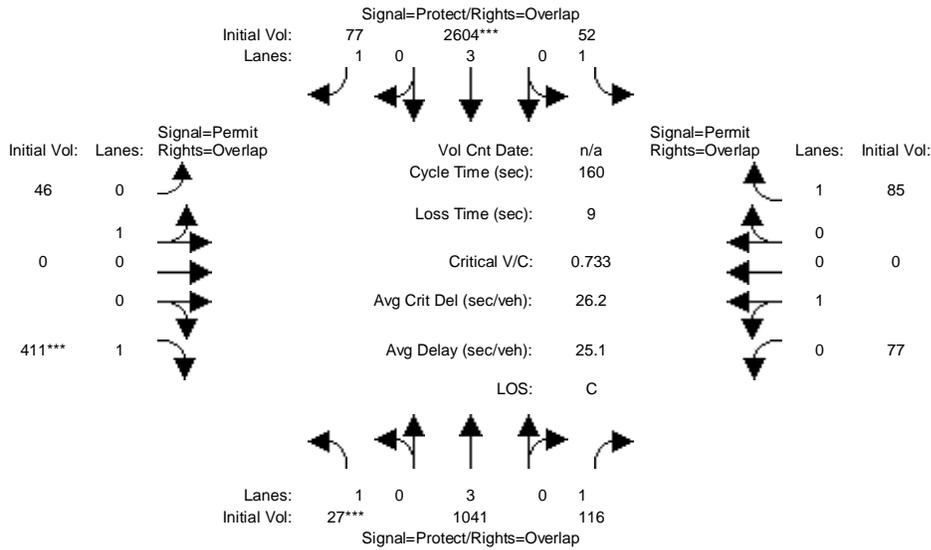 Signal=Protect/Rights=Overlap
Initial Vol: 77 2604*** 52
Lanes: 1 0 3 0 1
Signal=Permit
Initial Vol: Lanes: Rights=Overlap
Vol Cnt Date: n/a
Signal=Permit
Rights=Overlap Lanes: Initial Vol:
Cycle Time (sec): 160
46 0
1 85
Loss Time (sec): 9
1
0
0 0
Critical V/C: 0.733
0 0
0
Avg Crit Del (sec/veh): 26.2
1
411*** 1
Avg Delay (sec/veh): 25.1
0 77
LOS: C
Lanes: 1 0 3 0 1
Initial Vol: 27*** 1041 116
Signal=Protect/Rights=Overlap